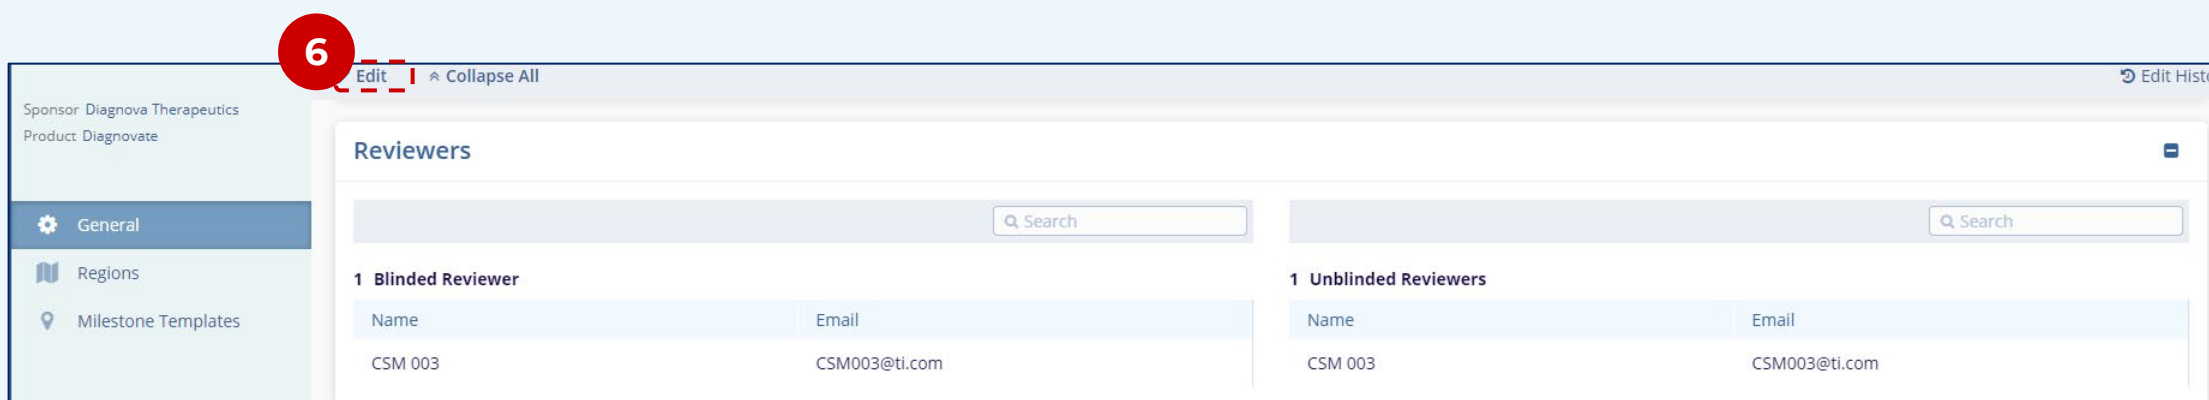 6
Edit Collapse All Edit Hist
Sponsor Diagnova Therapeutics
Product Diagnovate
Reviewers
General
Regions
Milestone Templates
Search Search
1 Blinded Reviewer 1 Unblinded Reviewers
Name Email Name Email
CSM 003 CSM003@ti.com CSM 003 CSM003@ti.com